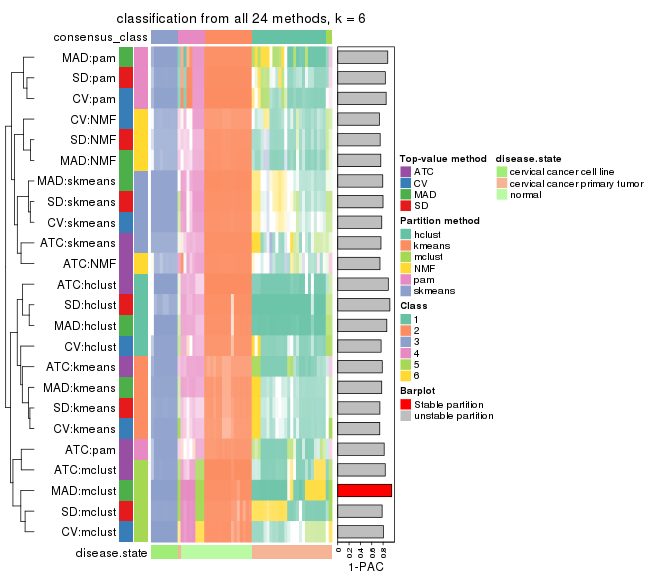 classification from all 24 methods, k = 6
consensus_class
MAD:pam
SD:pam
CV:pam
CV:NMF
SD:NMF
MAD:NMF
MAD:skmeans
SD:skmeans
CV:skmeans
ATC:skmeans
ATC:NMF
ATC:hclust
SD:hclust
MAD:hclust
CV:hclust
ATC:kmeans
MAD:kmeans
SD:kmeans
CV:kmeans
ATC:pam
ATC:mclust
MAD:mclust
SD:mclust
CV:mclust
disease.state
0
0.2
0.4
0.6
0.8
1-PAC
Top-value method
ATC
CV
MAD
SD
Partition method
hclust
kmeans
mclust
NMF
pam
skmeans
Class
1
2
3
4
5
6
Barplot
Stable partition
unstable partition
disease.state
cervical cancer cell line
cervical cancer primary tumor
normal